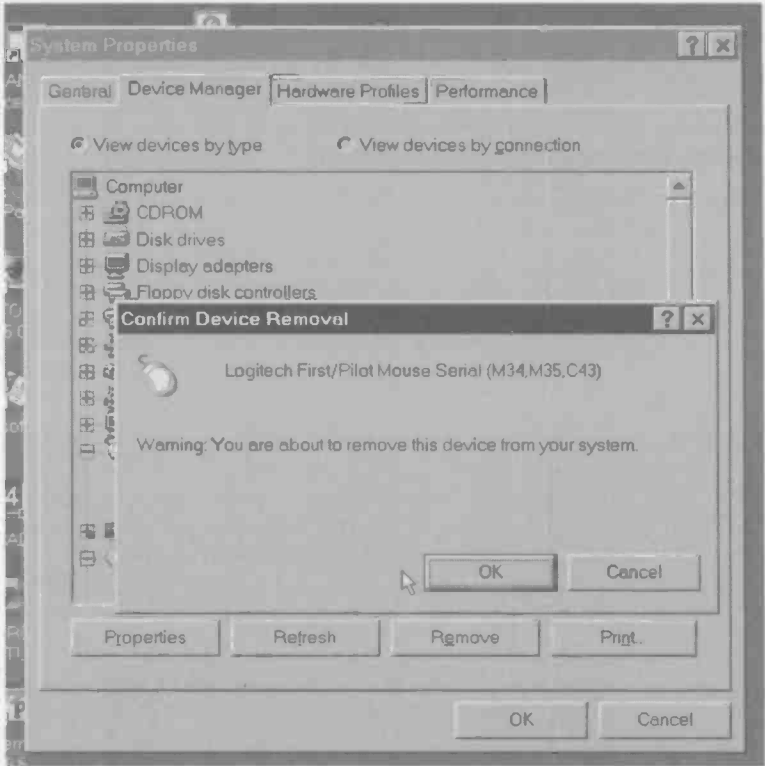 System Properties
General Device Manager Hardware Profiles Performance
View devices by type View devices by connection
Computer
CDROM
Disk drives
Display adapters
Floppy disk controllers
Confirm Device Removal
Logitech First/Pilot Mouse Serial (M34,M35,C43)
Warning: You are about to remove this device from your system.
OK Cancel
Properties Refresh Remove Print..
OK Cancel